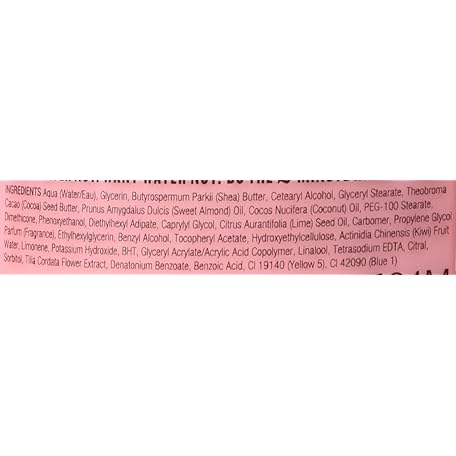 INGREDIENTS Aqua (Water/Eau), Glycerin, Butyrospermum Parkii (Shea) Butter, Cetearyl Alcohol, Glyceryl Stearate, Theobroma
Cacao (Cocoa) Seed Butter, Prunus Amygdalus Dulcis (Sweet Almond) Oil, Cocos Nucifera (Coconut) Oil, PEG-100 Stearate,
Dimethicone, Phenoxyethanol, Diethylhexyl Adipate, Caprylyl Glycol, Citrus Aurantifolia (Lime) Seed Oil, Carbomer, Propylene Glycol
Parfum (Fragrance), Ethylhexylglycerin, Benzyl Alcohol, Tocopheryl Acetate, Hydroxyethylcellulose, Actinidia Chinensis (Kiwi) Fruit
Water, Limonene, Potassium Hydroxide, BHT, Glyceryl Acrylate/Acrylic Acid Copolymer, Linalool, Tetrasodium EDTA, Citral,
Sorbitol, Tilia Cordata Flower Extract, Denatonium Benzoate, Benzoic Acid, CI 19140 (Yellow 5), CI 42090 (Blue 1)